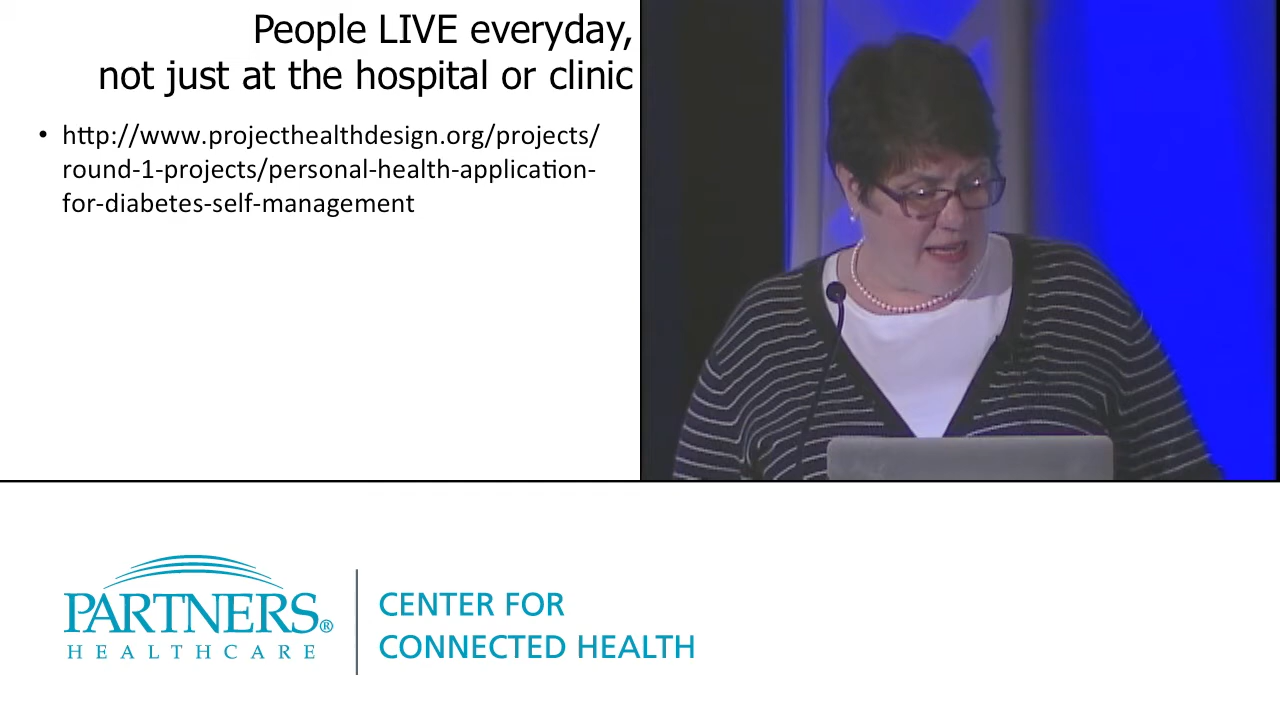 People LIVE everyday,
not just at the hospital or clinic
• http://www.projecthealthdesign.org/projects/
round-1-projects/personal-health-application-
for-diabetes-self-management
PARTNERS®
HEALTHCARE
CENTER FOR
CONNECTED HEALTH